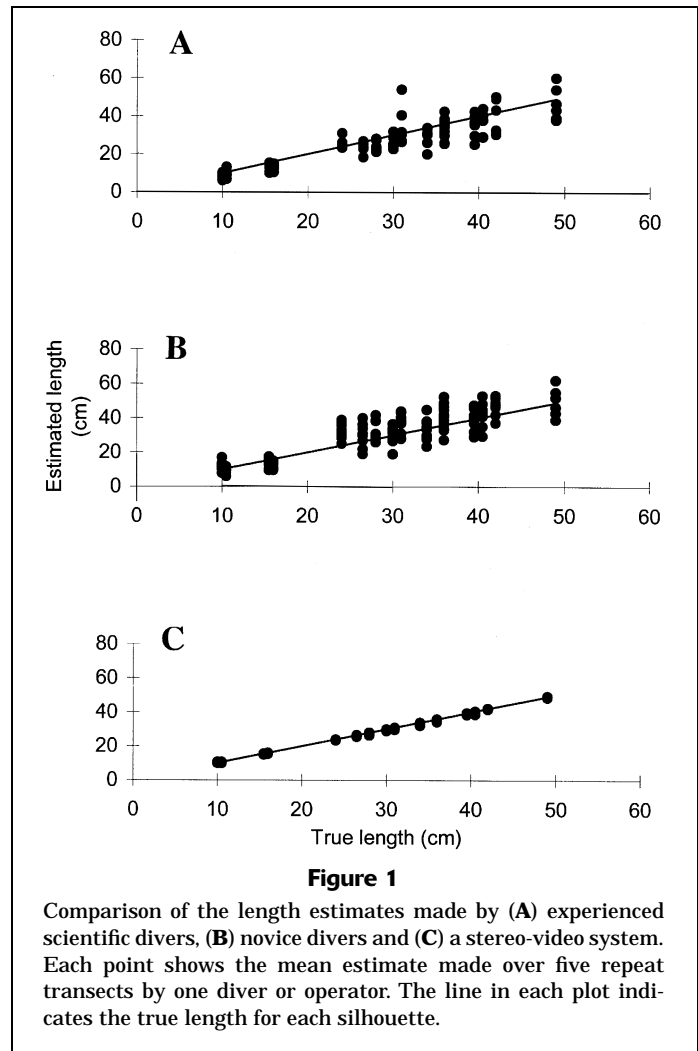 A
80
60
40
20
0
0 10 20 30 40 50 60
B
Estimated length
(cm)
80
60
40
20
0
0 10 20 30 40 50 60
C
80
60
40
20
0
0 10 20 30 40 50 60
True length (cm)
Figure 1
Comparison of the length estimates made by (A) experienced
scientific divers, (B) novice divers and (C) a stereo-video system.
Each point shows the mean estimate made over five repeat
transects by one diver or operator. The line in each plot indi-
cates the true length for each silhouette.